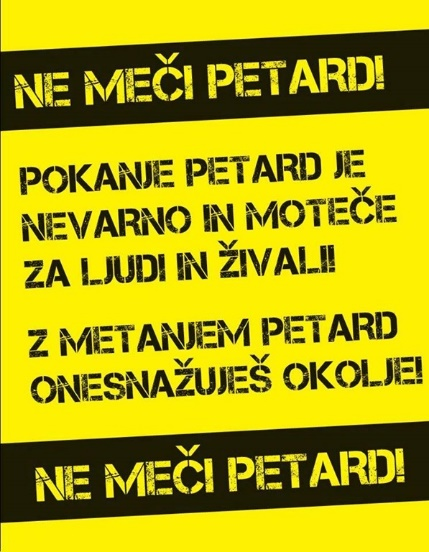 NE MEČI PETARD!
POKANJE PETARD JE
NEVARNO IN MOTEČE
ZA LJUDI IN ŽIVALI!
Z METANJEM PETARD
ONESNAŽUJEŠ OKOLJE!
NE MEČI PETARD!